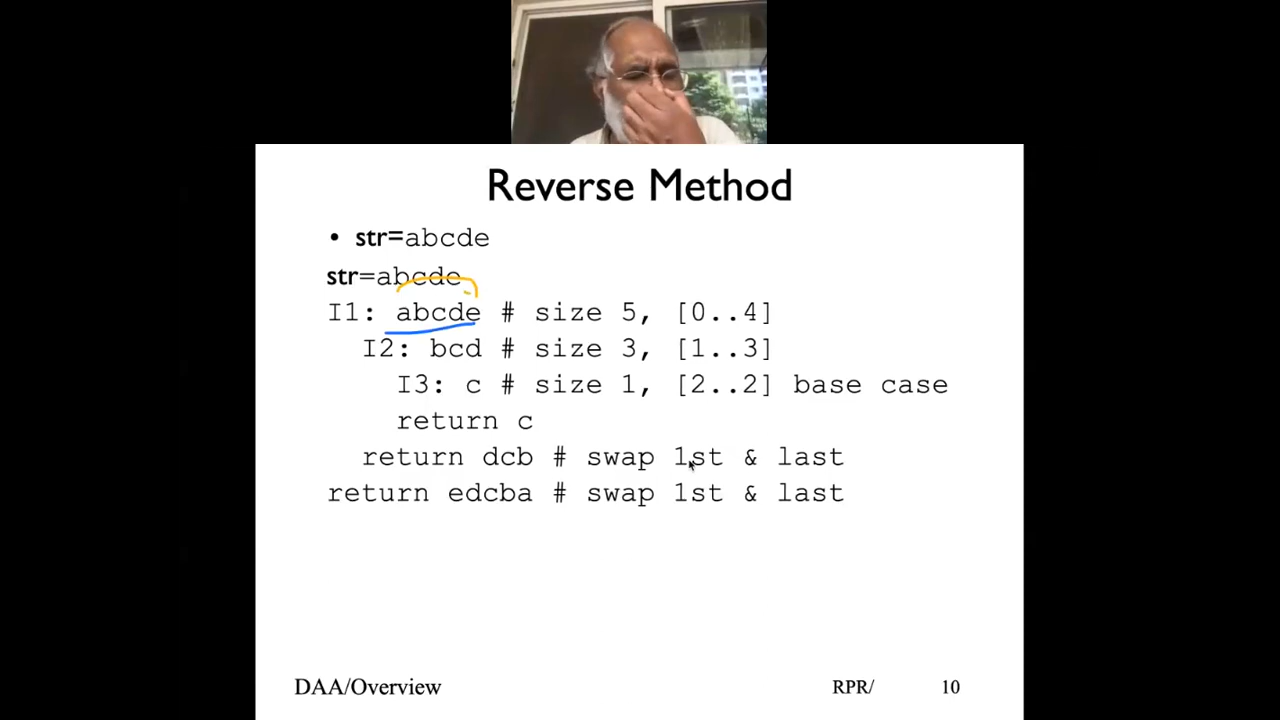 Reverse Method
• str=abcde
str=abcde
I1: abcde # size 5, [0..4]
I2: bcd # size 3, [1..3]
I3: c # size 1, [2..2] base case
return c
return dcb # swap 1st & last
return edcba # swap 1st & last
DAA/Overview RPR/ 10